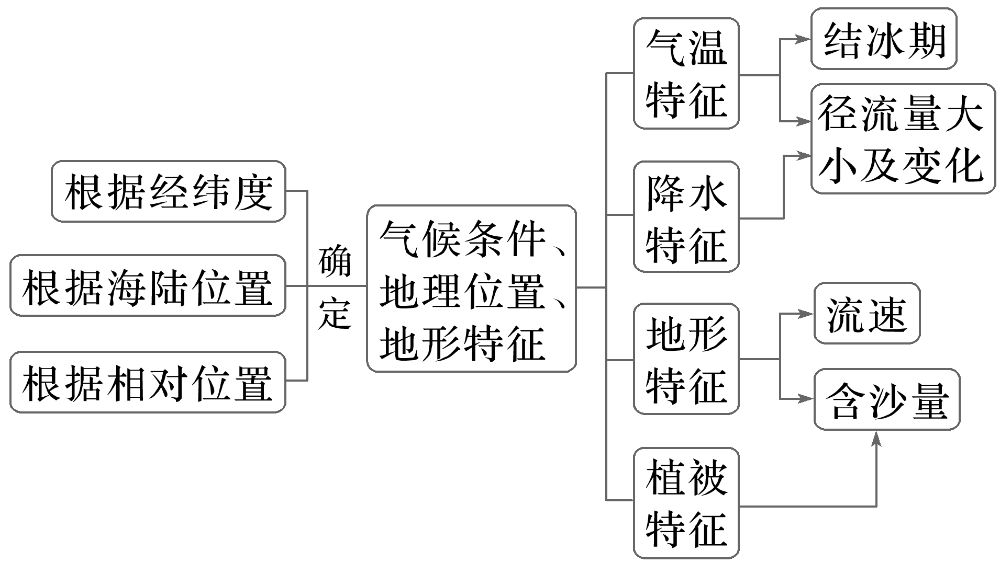 根据经纬度
根据海陆位置
根据相对位置
确
定
气候条件、
地理位置、
地形特征
气温
特征
降水
特征
地形
特征
植被
特征
结冰期
径流量大
小及变化
流速
含沙量